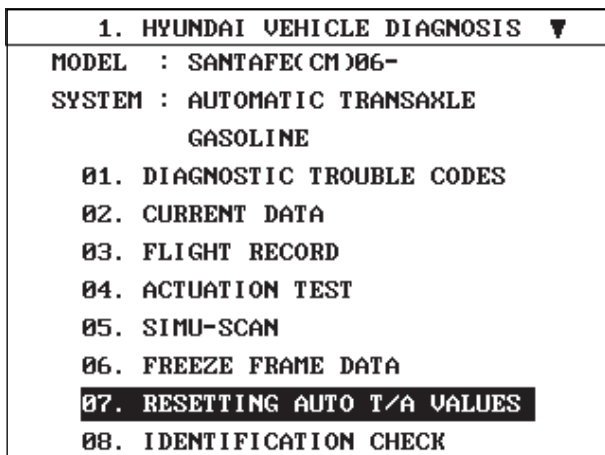 1. HYUNDAI VEHICLE DIAGNOSIS ▼
MODEL : SANTAFE(CM)06-
SYSTEM : AUTOMATIC TRANSAXLE
GASOLINE
01. DIAGNOSTIC TROUBLE CODES
02. CURRENT DATA
03. FLIGHT RECORD
04. ACTUATION TEST
05. SIMU-SCAN
06. FREEZE FRAME DATA
07. RESETTING AUTO T/A VALUES
08. IDENTIFICATION CHECK